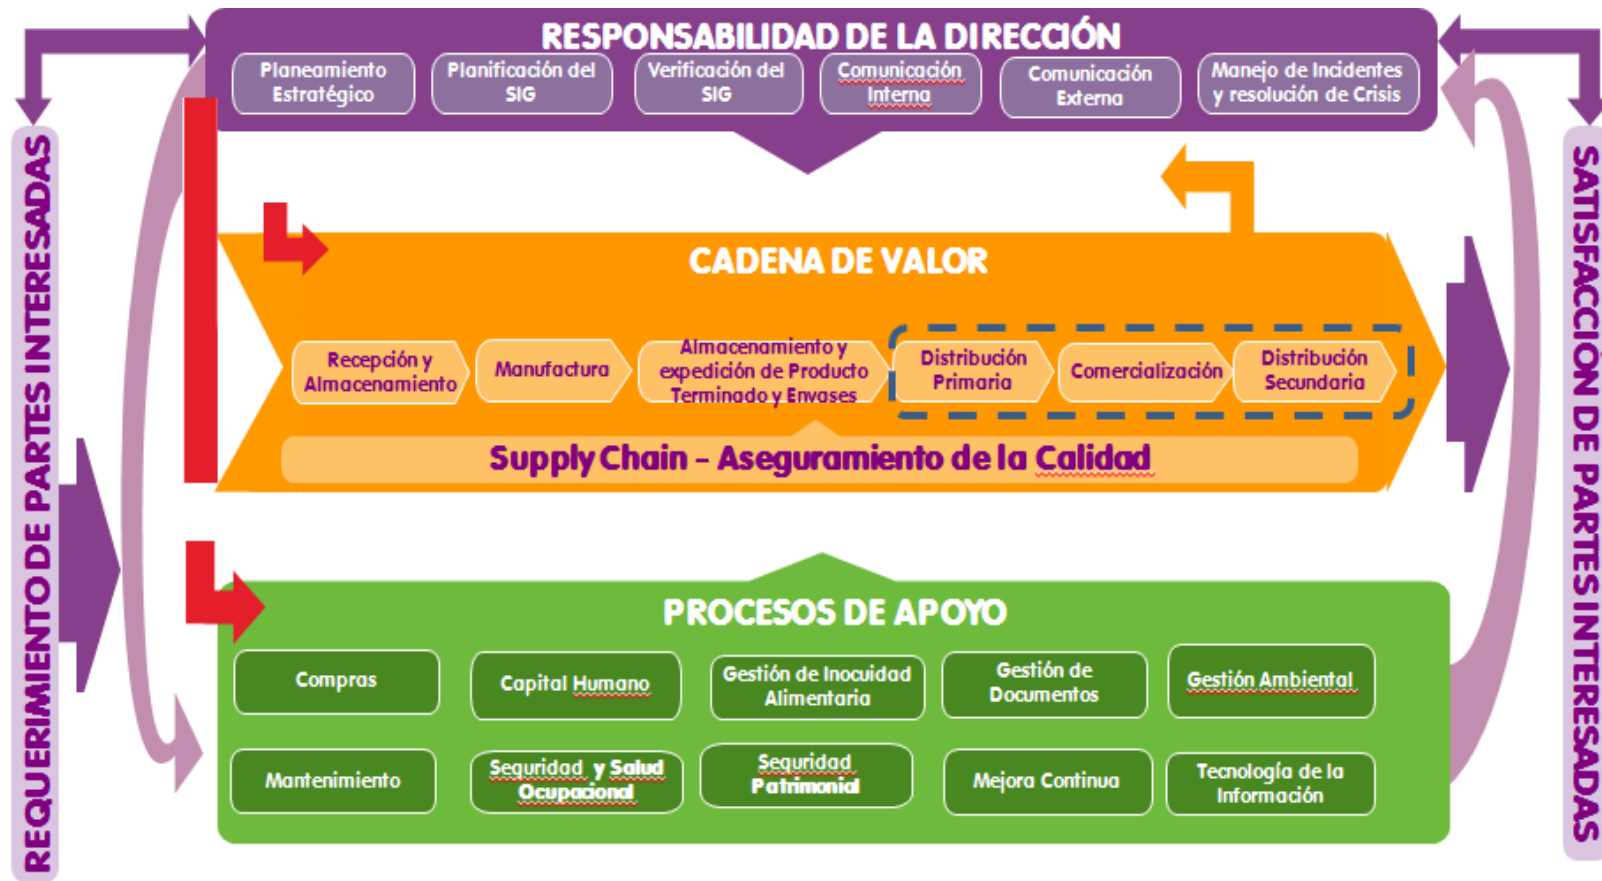 RESPONSABILIDAD DE LA DIRECCIÓN
Planeamiento
Estratégico
Planificación del
SIG
Verificación del
SIG
Comunicación
Interna
Comunicación
Externa
Manejo de Incidentes
y resolución de Crisis
REQUERIMIENTO DE PARTES INTERESADAS
CADENA DE VALOR
Recepción y
Almacenamiento
Manufactura
Almacenamiento y
expedición de Producto
Terminado y Envases
Distribución
Primaria
Comercialización
Distribución
Secundaria
Supply Chain - Aseguramiento de la Calidad
PROCESOS DE APOYO
Compras
Capital Humano
Gestión de Inocuidad
Alimentaria
Gestión de
Documentos
Gestión Ambiental
Mantenimiento
Seguridad y Salud
Ocupacional
Seguridad
Patrimonial
Mejora Continua
Tecnología de la
Información
SATISFACCIÓN DE PARTES INTERESADAS